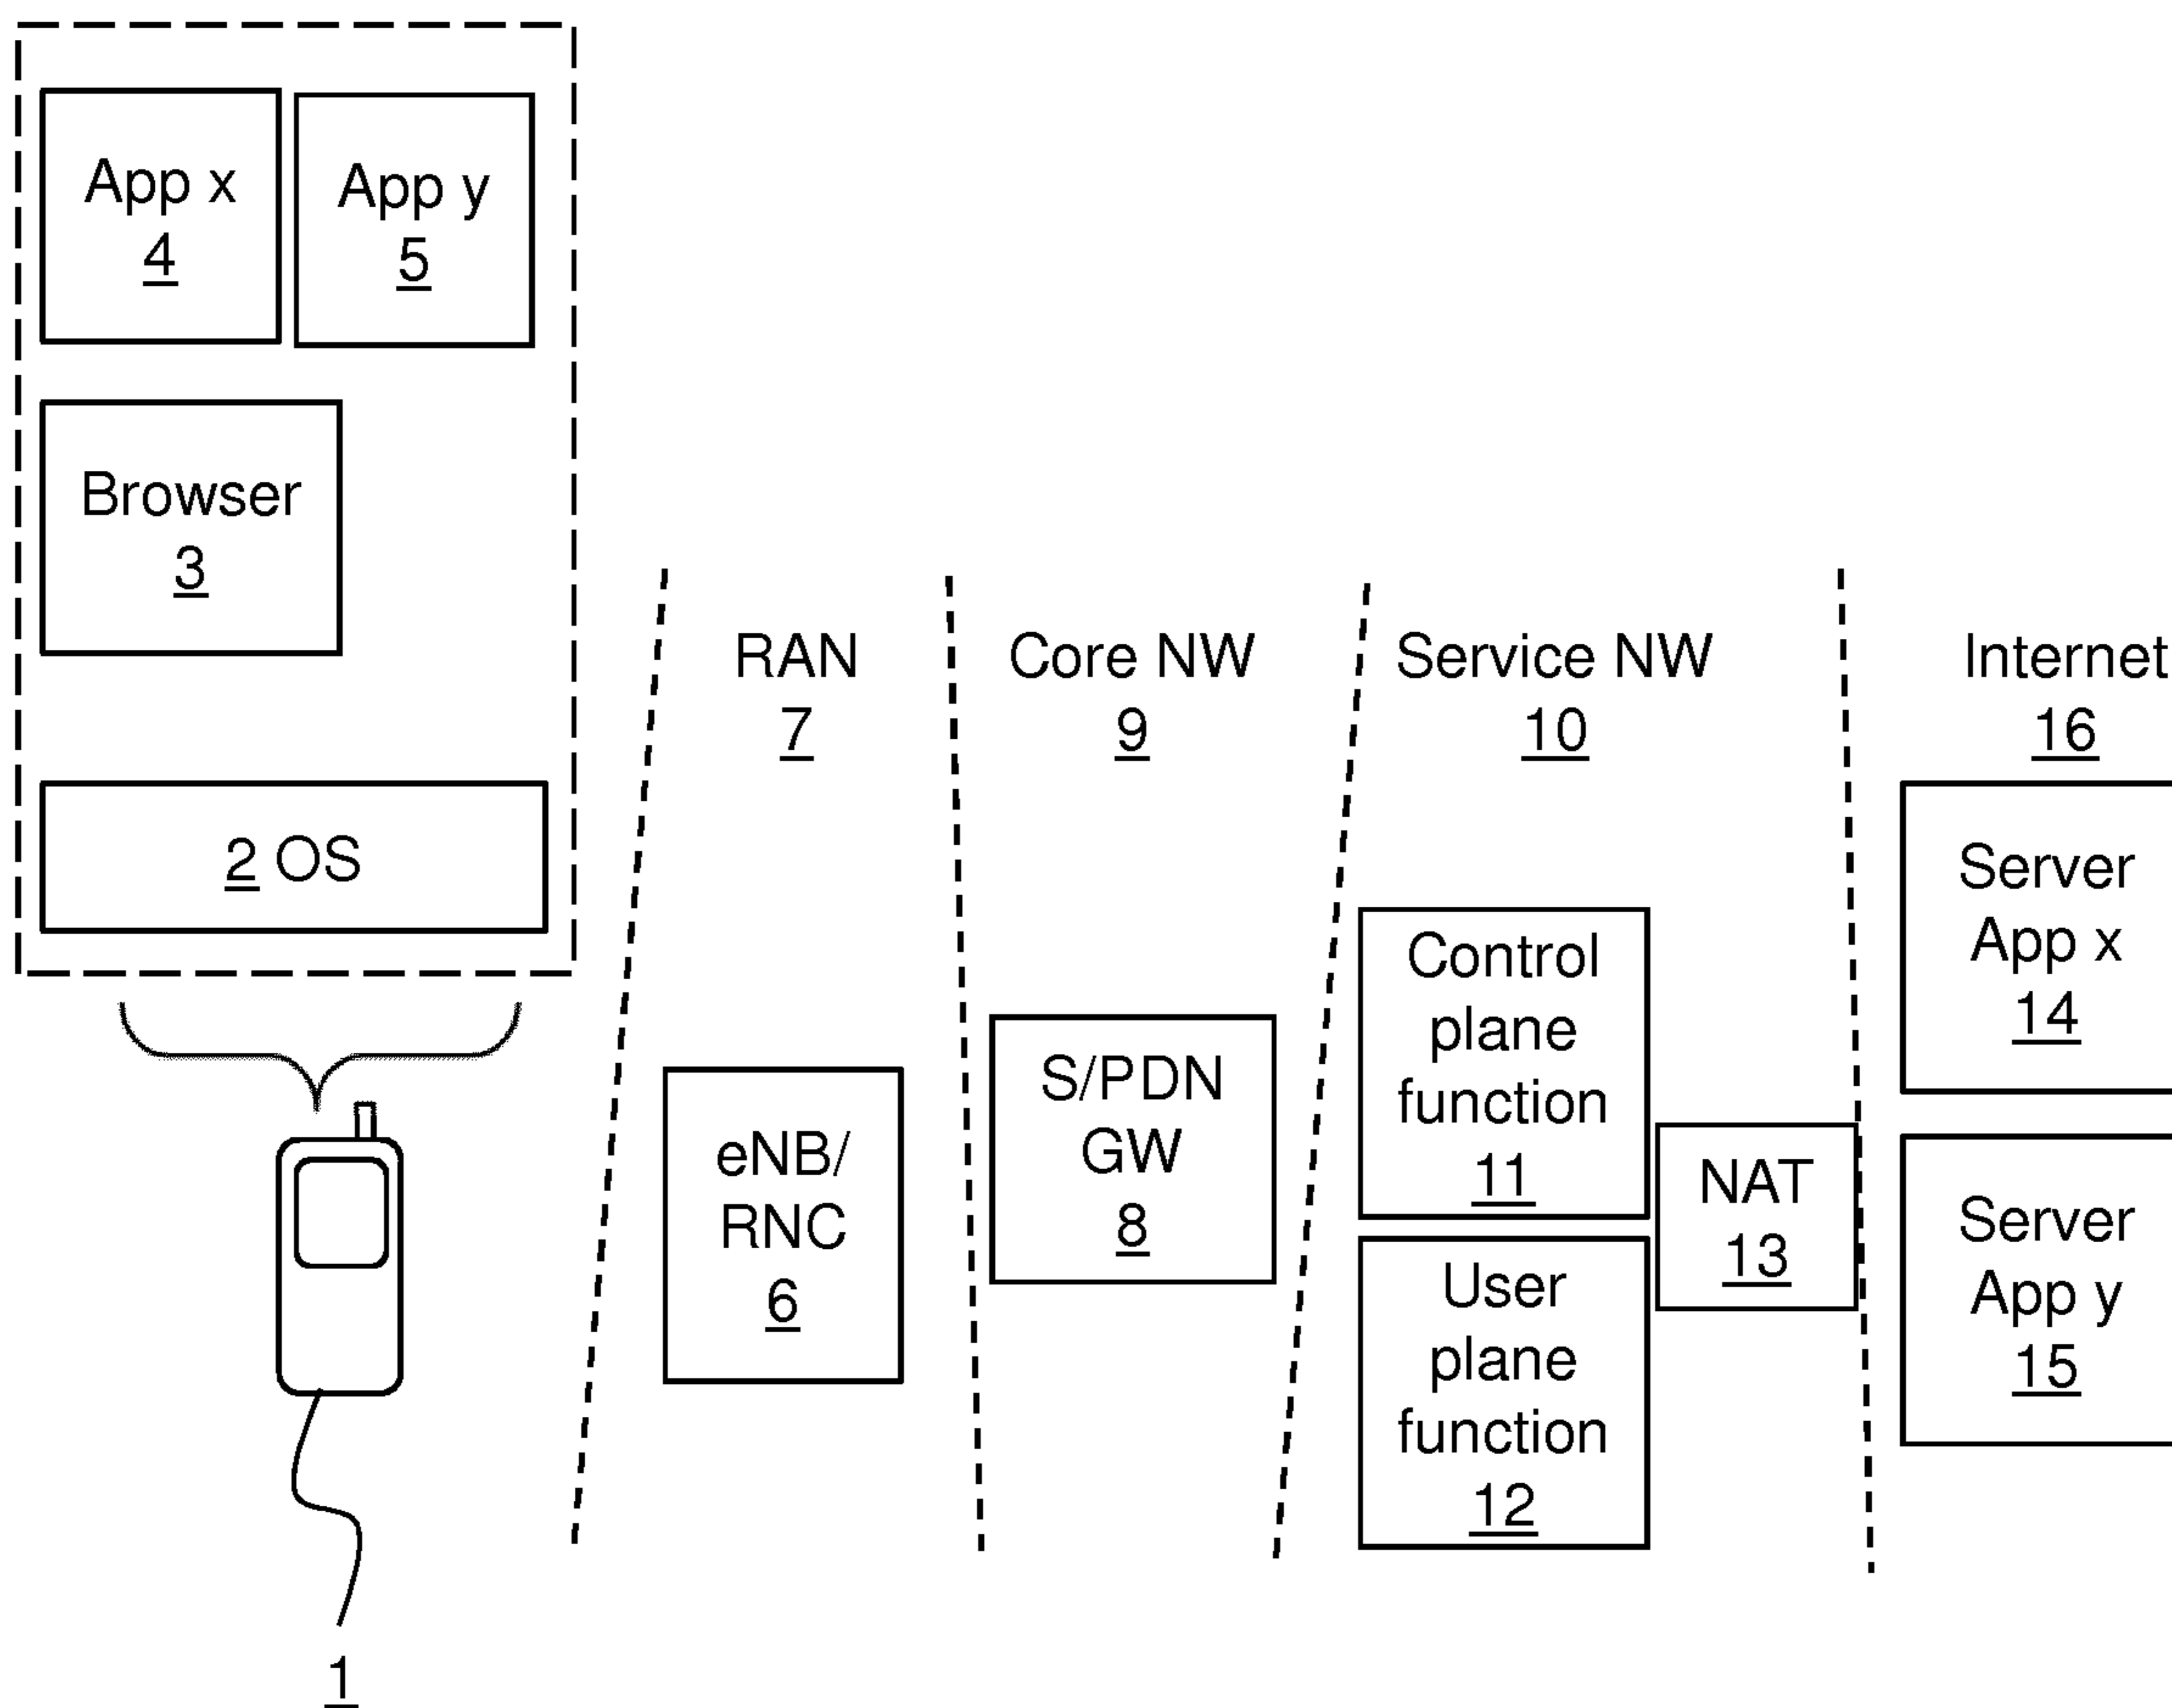 App x
4
App y
5
Browser
3
2 OS
1
RAN
7
eNB/
RNC
6
Core NW
9
S/PDN
GW
8
Service NW
10
Control
plane
function
11
User
plane
function
12
NAT
13
Internet
16
Server
App x
14
Server
App y
15